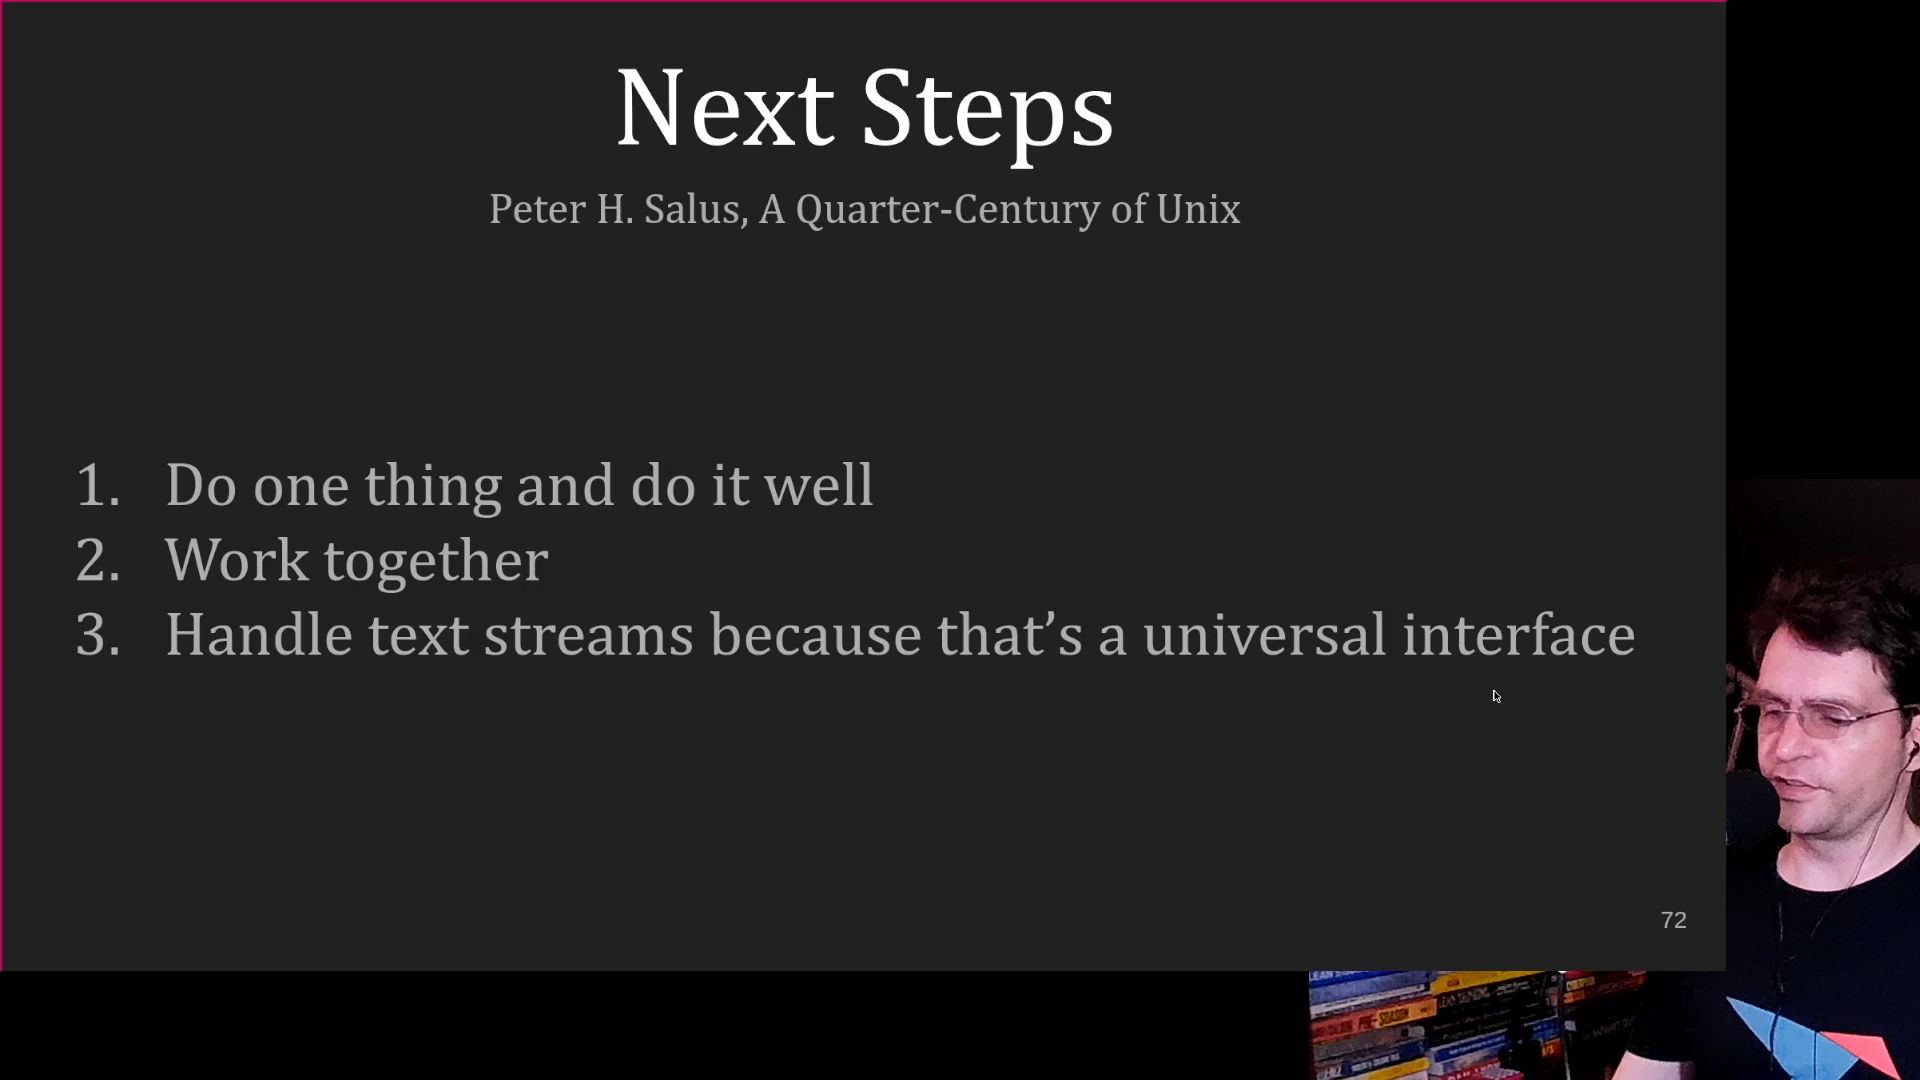 Next Steps
Peter H. Salus, A Quarter-Century of Unix
1. Do one thing and do it well
2. Work together
3. Handle text streams because that’s a universal interface
72